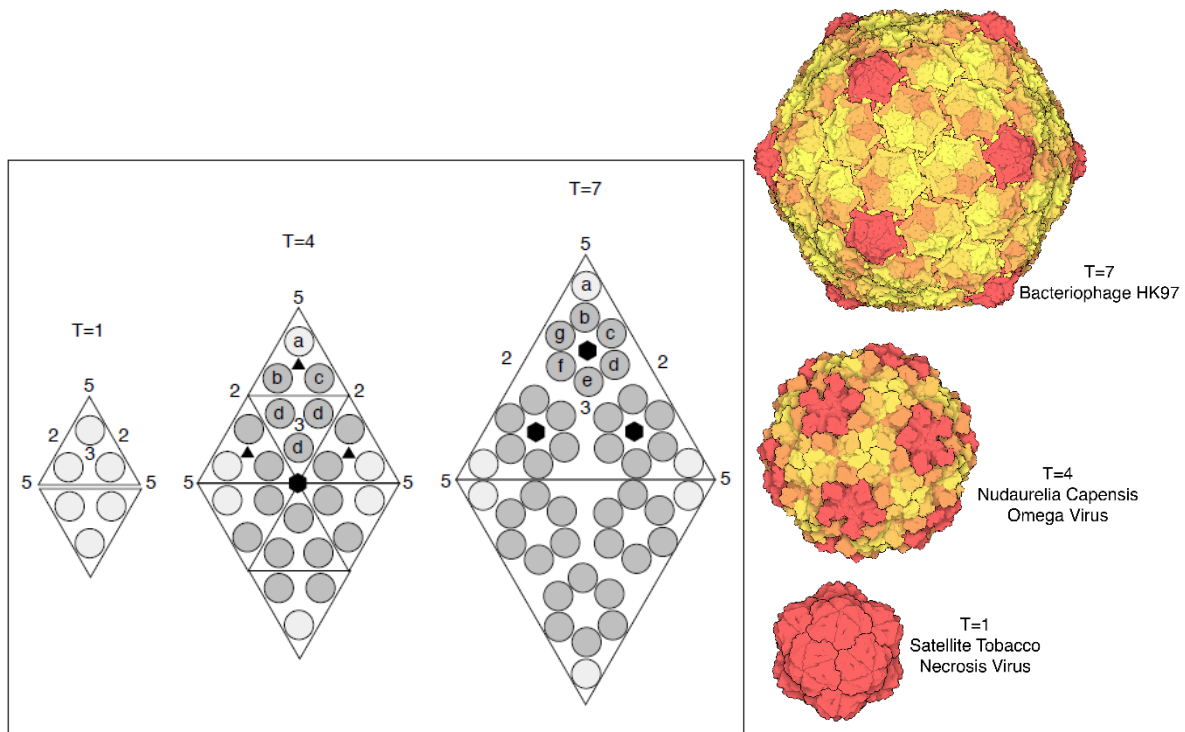 T=1
5
2 2
3
5 5
T=4
5
a
b c
2 2
d d
3
d
5 5
T=7
5
a
b
g c
2 2
f d
e
3
5 5
T=7
Bacteriophage HK97
T=4
Nudaurelia Capensis
Omega Virus
T=1
Satellite Tobacco
Necrosis Virus